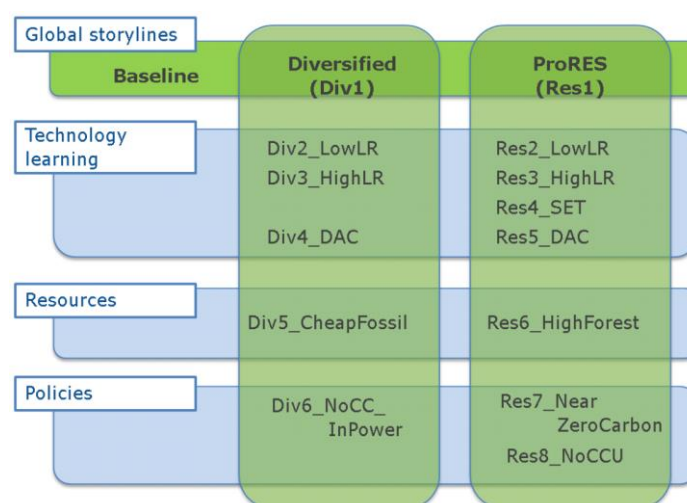 Global storylines
Baseline
Diversified
(Div1)
ProRES
(Res1)
Technology
learning
Div2_LowLR
Div3_HighLR
Div4_DAC
Res2_LowLR
Res3_HighLR
Res4_SET
Res5_DAC
Resources
Div5_CheapFossil
Res6_HighForest
Policies
Div6_NoCC_
InPower
Res7_Near
ZeroCarbon
Res8_NoCCU